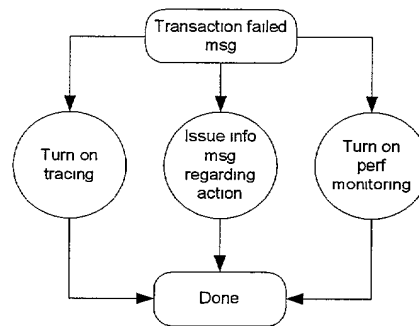 Transaction failed
msg
Turn on
tracing
Issue info
msg
regarding
action
Turn on
perf
monitoring
Done